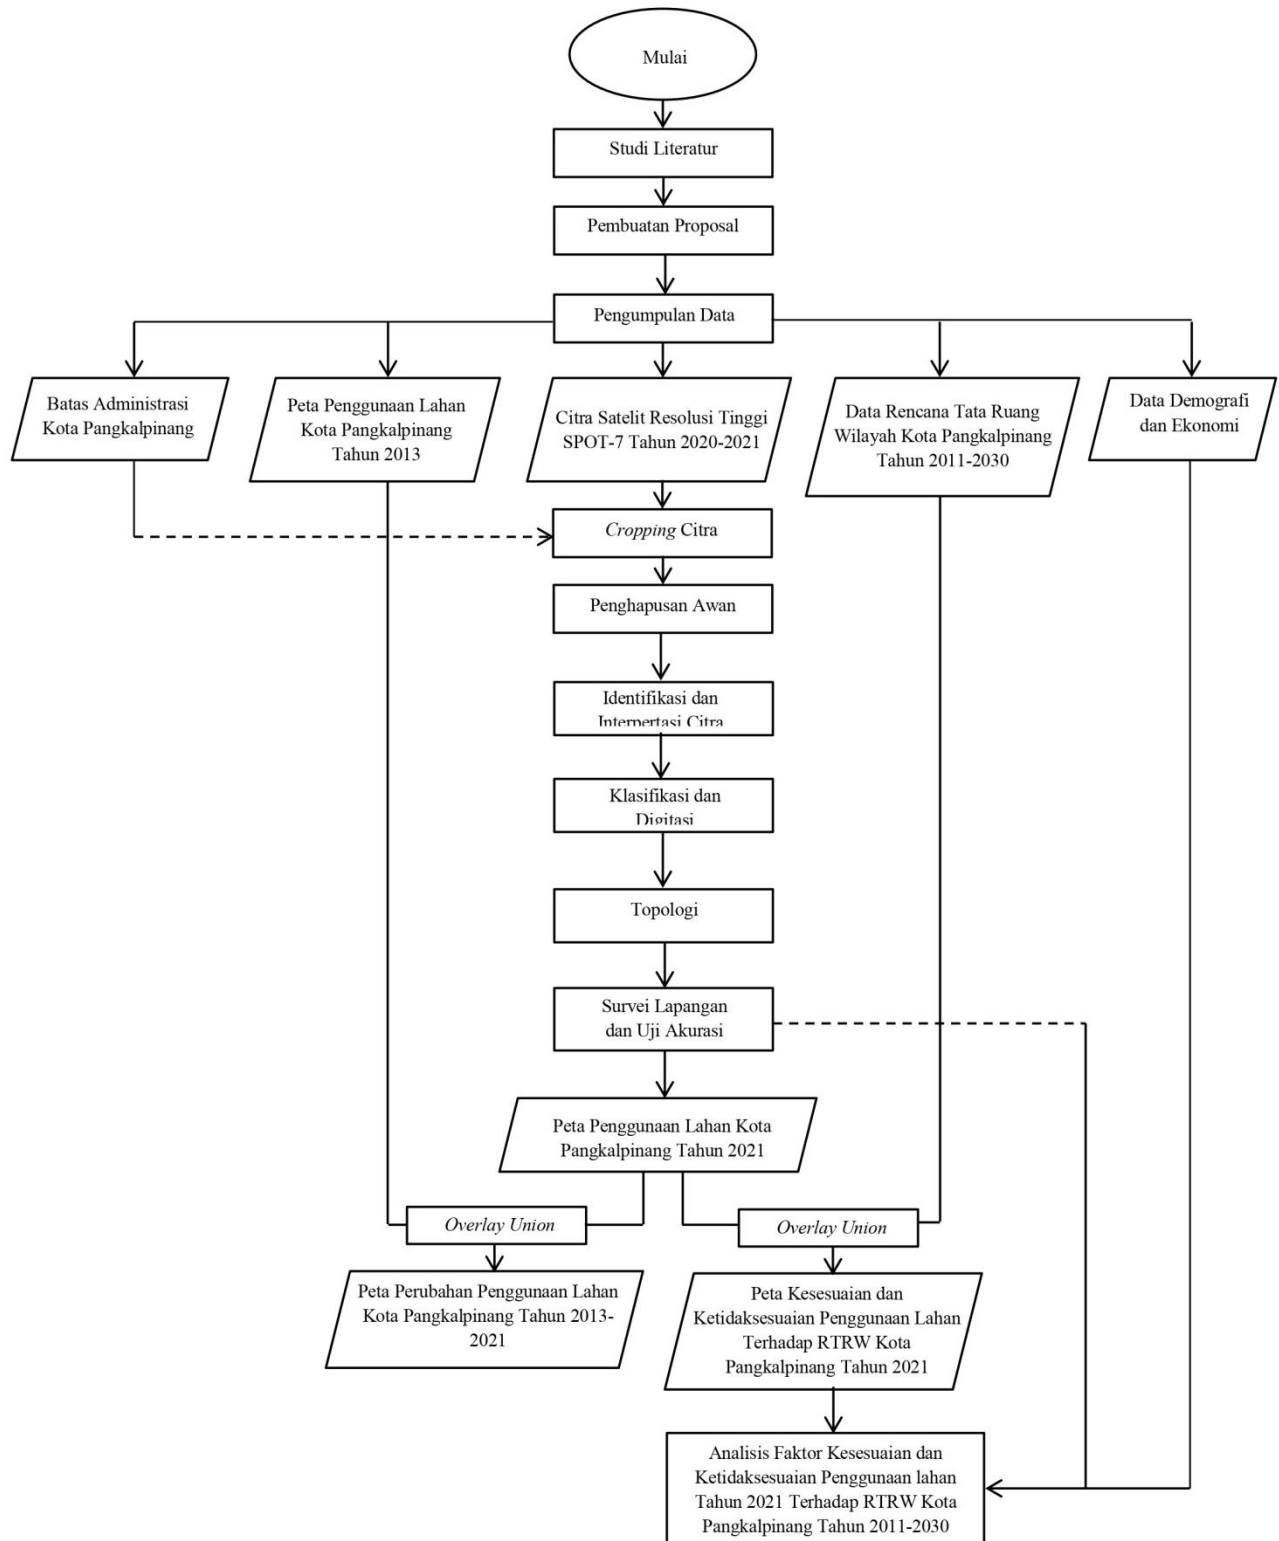 Mulai
Studi Literatur
Pembuatan Proposal
Pengumpulan Data
Batas Administrasi
Kota Pangkalpinang
Peta Penggunaan Lahan
Kota Pangkalpinang
Tahun 2013
Citra Satelit Resolusi Tinggi
SPOT-7 Tahun 2020-2021
Data Rencana Tata Ruang
Wilayah Kota Pangkalpinang
Tahun 2011-2030
Data Demografi
dan Ekonomi
Cropping Citra
Penghapusan Awan
Identifikasi dan
Interpertasi Citra
Klasifikasi dan
Digitasi
Topologi
Survei Lapangan
dan Uji Akurasi
Peta Penggunaan Lahan Kota
Pangkalpinang Tahun 2021
Overlay Union
Overlay Union
Peta Perubahan Penggunaan Lahan
Kota Pangkalpinang Tahun 2013-
2021
Peta Kesesuaian dan
Ketidaksesuaian Penggunaan Lahan
Terhadap RTRW Kota
Pangkalpinang Tahun 2021
Analisis Faktor Kesesuaian dan
Ketidaksesuaian Penggunaan lahan
Tahun 2021 Terhadap RTRW Kota
Pangkalpinang Tahun 2011-2030